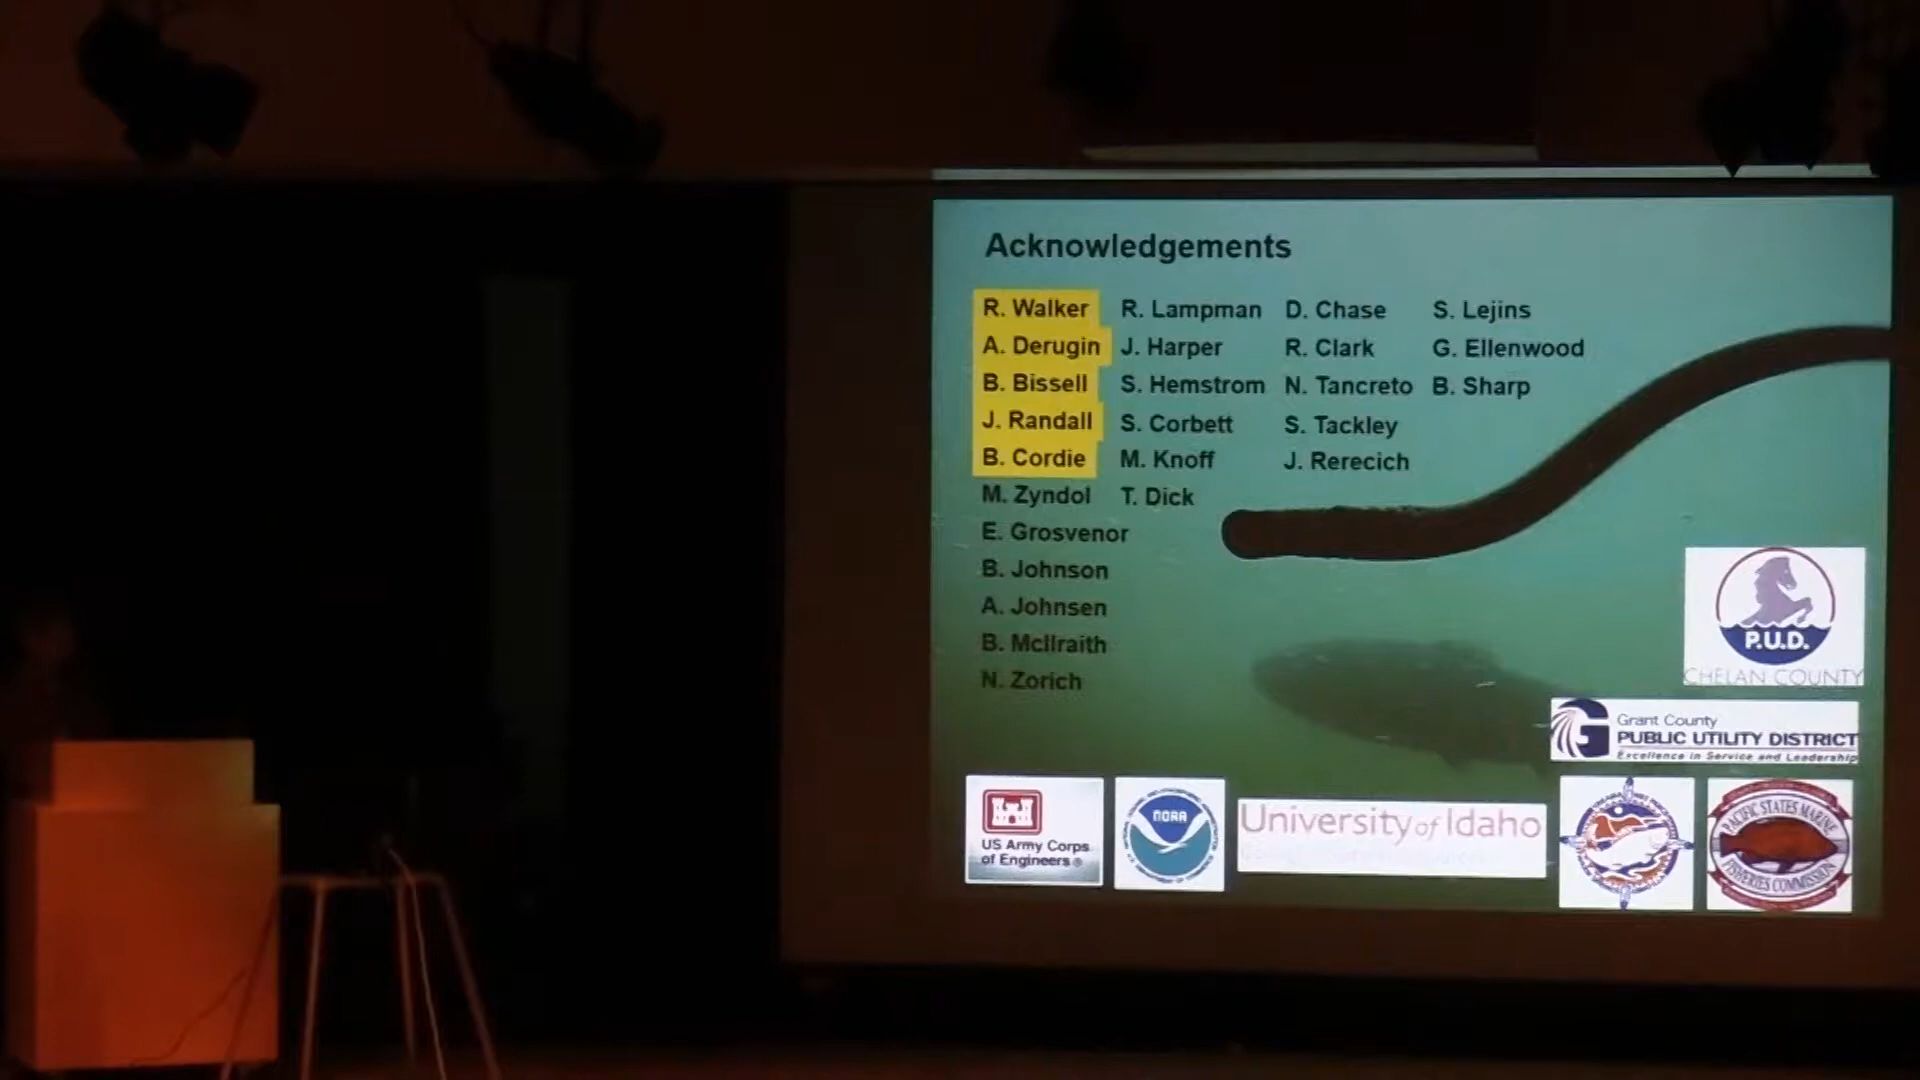 Acknowledgements
R. Walker
A. Derugin
B. Bissell
J. Randall
B. Cordie
M. Zyndol
E. Grosvenor
B. Johnson
A. Johnsen
B. McIlraith
N. Zorich
R. Lampman
J. Harper
S. Hemstrom
S. Corbett
M. Knoff
T. Dick
D. Chase
R. Clark
N. Tancreto
S. Tackley
J. Rerecich
S. Lejins
G. Ellenwood
B. Sharp
P.U.D.
CHELAN COUNTY
Grant County
PUBLIC UTILITY DISTRICT
Excellence in Service and Leadership
US Army Corps
of Engineers®
NOAA
University of Idaho
PACIFIC STATES MARINE
FISHERIES COMMISSION